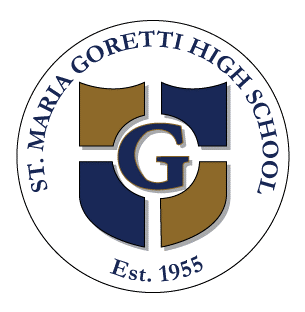 ST. MARIA GORETTI HIGH SCHOOL
G
Est. 1955